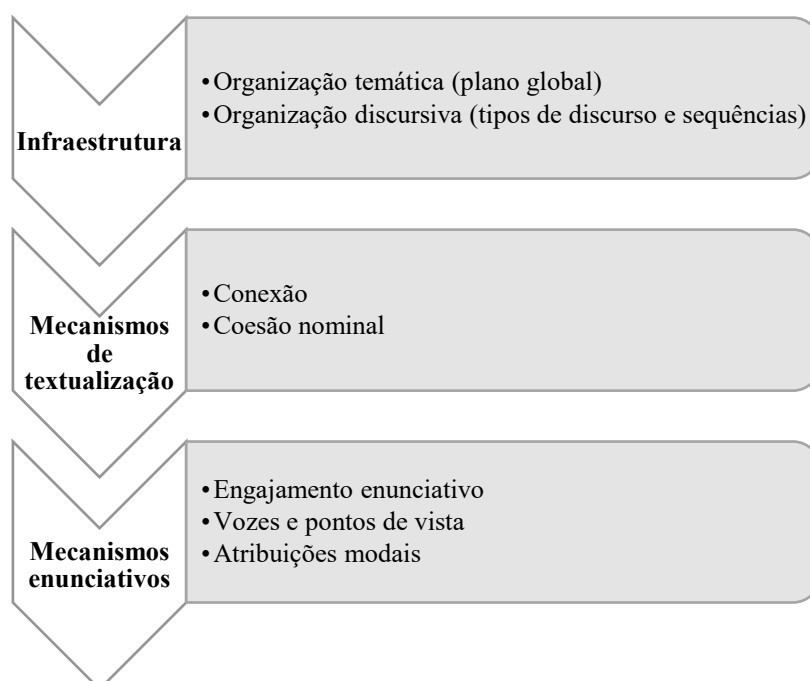 Infraestrutura
•Organização temática (plano global)
•Organização discursiva (tipos de discurso e sequências)
Mecanismos
de
textualização
•Conexão
•Coesão nominal
Mecanismos
enunciativos
•Engajamento enunciativo
•Vozes e pontos de vista
•Atribuições modais